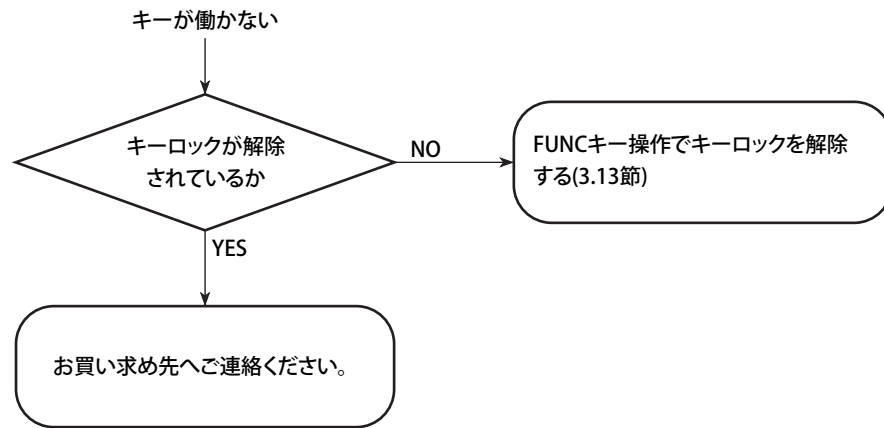 キーが働かない
キーロックが解除
されているか
NO
FUNCキー操作でキーロックを解除
する(3.13節)
YES
お買い求め先へご連絡ください。